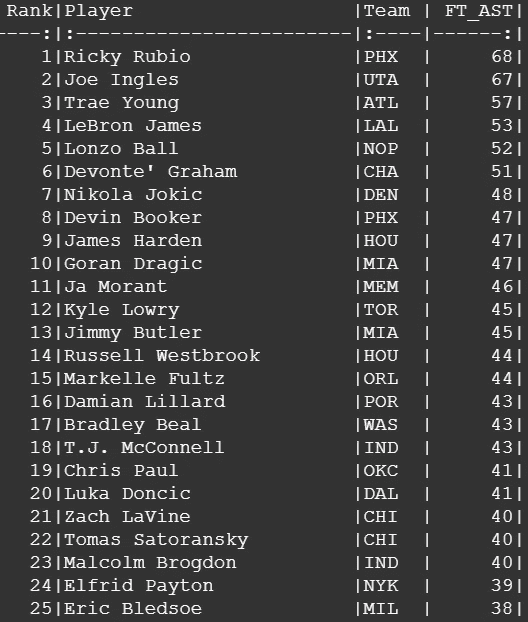 Rank|Player |Team | FT_AST|
----:|:-----------------------------|:----|------:|
1|Ricky Rubio |PHX | 68|
2|Joe Ingles |UTA | 67|
3|Trae Young |ATL | 57|
4|LeBron James |LAL | 53|
5|Lonzo Ball |NOP | 52|
6|Devonte' Graham |CHA | 51|
7|Nikola Jokic |DEN | 48|
8|Devin Booker |PHX | 47|
9|James Harden |HOU | 47|
10|Goran Dragic |MIA | 47|
11|Ja Morant |MEM | 46|
12|Kyle Lowry |TOR | 45|
13|Jimmy Butler |MIA | 45|
14|Russell Westbrook |HOU | 44|
15|Markelle Fultz |ORL | 44|
16|Damian Lillard |POR | 43|
17|Bradley Beal |WAS | 43|
18|T.J. McConnell |IND | 43|
19|Chris Paul |OKC | 41|
20|Luka Doncic |DAL | 41|
21|Zach LaVine |CHI | 40|
22|Tomas Satoransky |CHI | 40|
23|Malcolm Brogdon |IND | 40|
24|Elfrid Payton |NYK | 39|
25|Eric Bledsoe |MIL | 38|